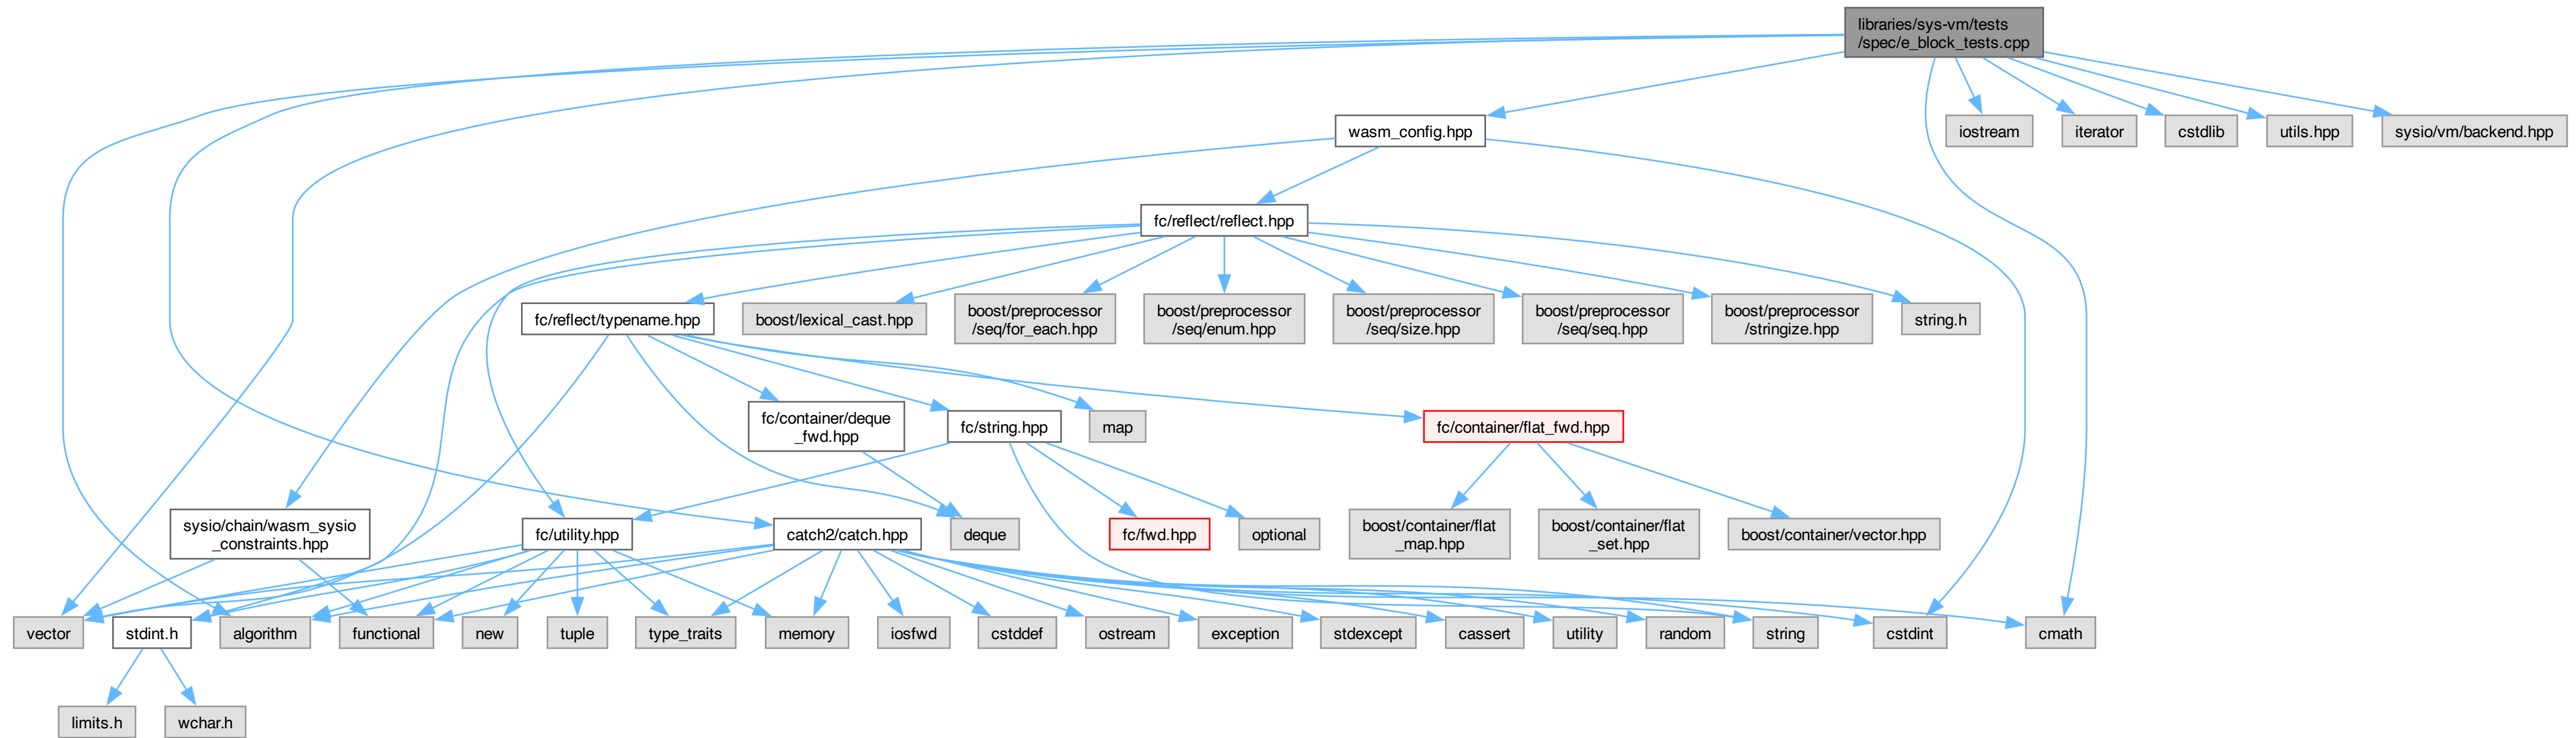 libraries/sys-vm/tests
/spec/e_block_tests.cpp
wasm_config.hpp
iostream
iterator
cstdlib
utils.hpp
sysio/vm/backend.hpp
fc/reflect/reflect.hpp
fc/reflect/typename.hpp
boost/lexical_cast.hpp
boost/preprocessor
/seq/for_each.hpp
boost/preprocessor
/seq/enum.hpp
boost/preprocessor
/seq/size.hpp
boost/preprocessor
/seq/seq.hpp
boost/preprocessor
/stringize.hpp
string.h
fc/container/deque
_fwd.hpp
fc/string.hpp
map
fc/container/flat_fwd.hpp
sysio/chain/wasm_sysio
_constraints.hpp
fc/utility.hpp
catch2/catch.hpp
deque
fc/fwd.hpp
optional
boost/container/flat
_map.hpp
boost/container/flat
_set.hpp
boost/container/vector.hpp
vector
stdint.h
algorithm
functional
new
tuple
type_traits
memory
iosfwd
cstddef
ostream
exception
stdexcept
cassert
utility
random
string
cstdint
cmath
limits.h
wchar.h